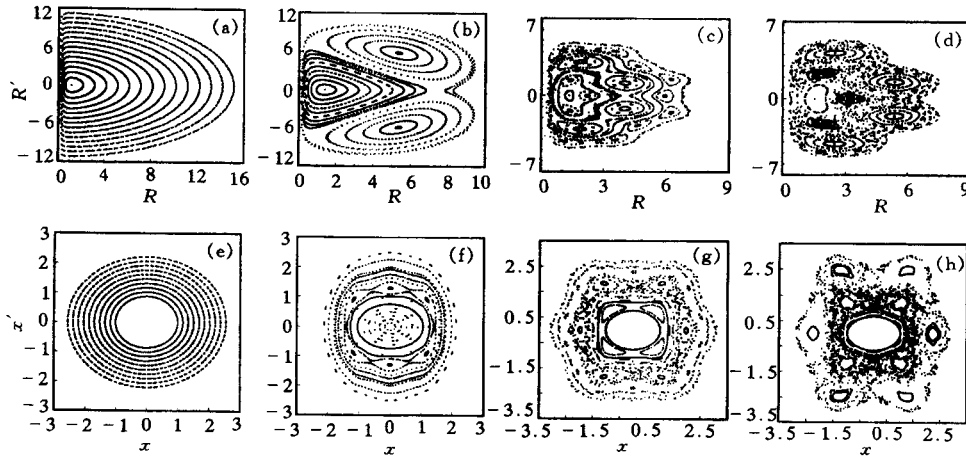 12 (a)
6
R′ 0
−6
−12
0 4 8 12 16
R
12 (b)
6
0
−6
−12
0 2 4 6 8 10
R
7 (c)
0
−7
0 3 6 9
R
7 (d)
0
−7
0 3 6 9
R
3 (e)
2
1
x′ 0
−1
−2
−3
−3 −2 −1 0 1 2 3
x
3 (f)
2
1
0
−1
−2
−3
−3 −2 −1 0 1 2 3
x
(g)
2.5
0.5
−1.5
−3.5
−3.5 −1.5 0.5 2.5
x
(h)
2.5
0.5
−1.5
−3.5
−3.5 −1.5 0.5 2.5
x